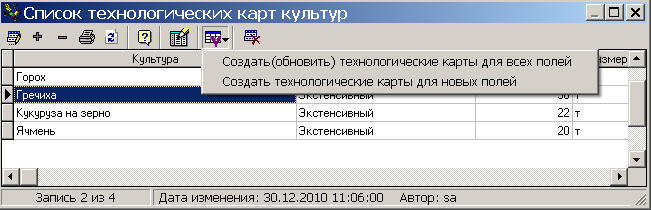 Список технологических карт культур
Культура
змер
Создать(обновить) технологические карты для всех полей
Создать технологические карты для новых полей
Горох
Гречиха
Кукуруза на зерно Экстенсивный 22 т
Ячмень Экстенсивный 20 т
Запись 2 из 4 Дата изменения: 30.12.2010 11:06:00 Автор: sa